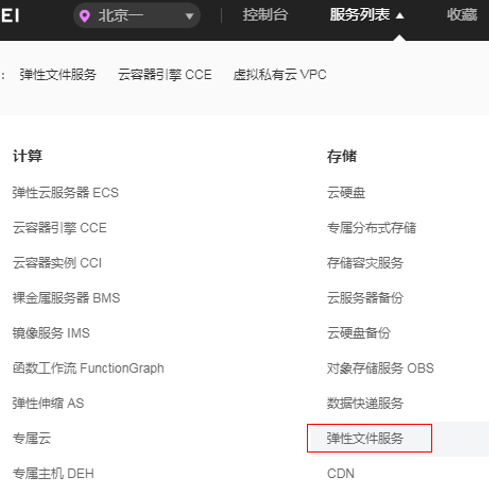 EI 北京一 控制台 服务列表 收藏
: 弹性文件服务 云容器引擎 CCE 虚拟私有云 VPC
计算
弹性云服务器 ECS
云容器引擎 CCE
云容器实例 CCI
裸金属服务器 BMS
镜像服务 IMS
函数工作流 FunctionGraph
弹性伸缩 AS
专属云
专属主机 DEH
存储
云硬盘
专属分布式存储
存储容灾服务
云服务器备份
云硬盘备份
对象存储服务 OBS
数据快递服务
弹性文件服务
CDN